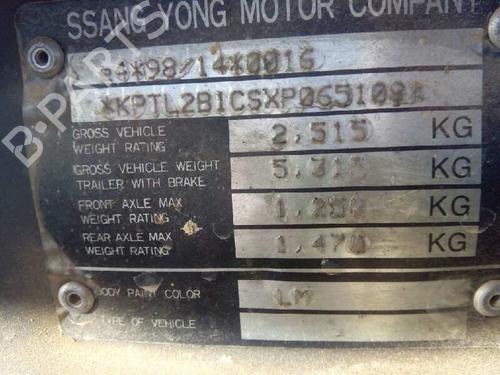 SSANG YONG MOTOR COMPANY
e4*98/14*0016
*KPTL2B1CSXP065109*
GROSS VEHICLE WEIGHT RATING 2,515 KG
GROSS VEHICLE WEIGHT TRAILER WITH BRAKE KG
FRONT AXLE MAX WEIGHT RATING KG
REAR AXLE MAX WEIGHT RATING 1,470 KG
BODY PAINT COLOR LM
TYPE OF VEHICLE
B-PARTS